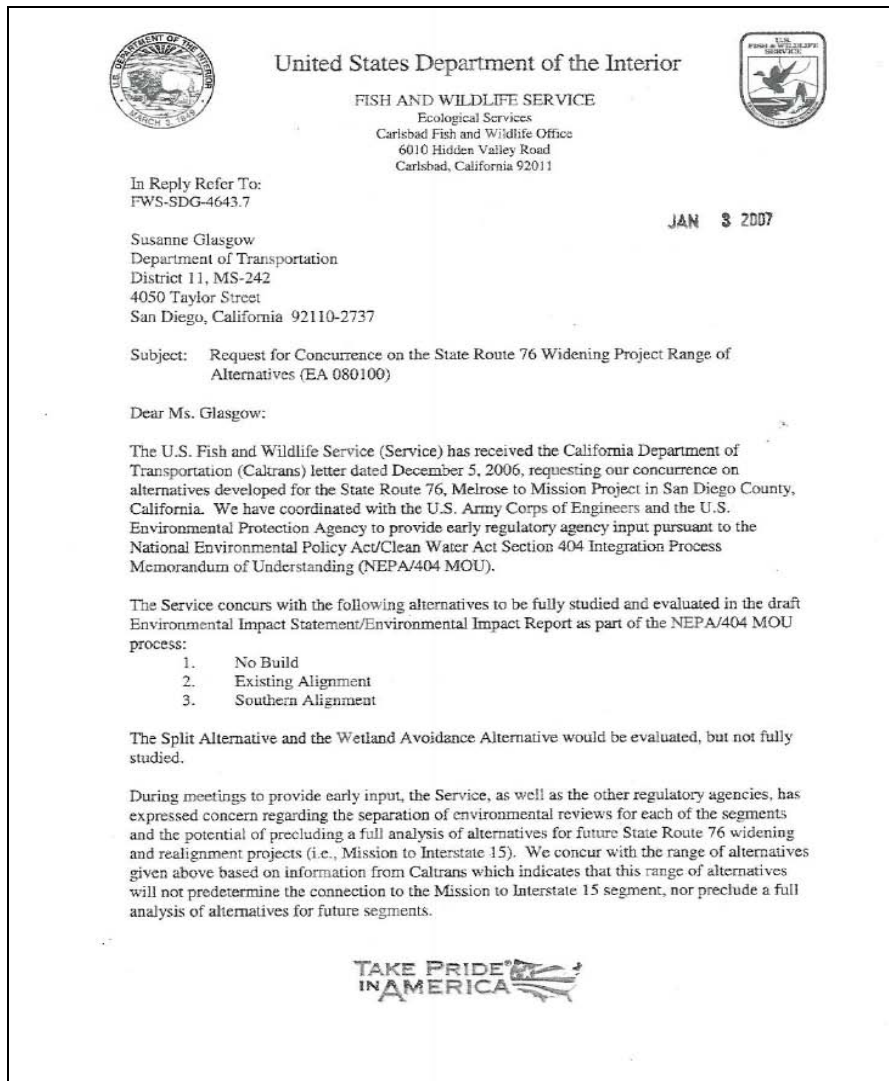 U.S. DEPARTMENT OF THE INTERIOR
MARCH 3, 1849
United States Department of the Interior
FISH AND WILDLIFE SERVICE
Ecological Services
Carlsbad Fish and Wildlife Office
6010 Hidden Valley Road
Carlsbad, California 92011
U.S.
FISH & WILDLIFE
SERVICE
In Reply Refer To:
FWS-SDG-4643.7
JAN 3 2007
Susanne Glasgow
Department of Transportation
District 11, MS-242
4050 Taylor Street
San Diego, California 92110-2737
Subject: Request for Concurrence on the State Route 76 Widening Project Range of
Alternatives (EA 080100)
Dear Ms. Glasgow:
The U.S. Fish and Wildlife Service (Service) has received the California Department of
Transportation (Caltrans) letter dated December 5, 2006, requesting our concurrence on
alternatives developed for the State Route 76, Melrose to Mission Project in San Diego County,
California. We have coordinated with the U.S. Army Corps of Engineers and the U.S.
Environmental Protection Agency to provide early regulatory agency input pursuant to the
National Environmental Policy Act/Clean Water Act Section 404 Integration Process
Memorandum of Understanding (NEPA/404 MOU).
The Service concurs with the following alternatives to be fully studied and evaluated in the draft
Environmental Impact Statement/Environmental Impact Report as part of the NEPA/404 MOU
process:
1. No Build
2. Existing Alignment
3. Southern Alignment
The Split Alternative and the Wetland Avoidance Alternative would be evaluated, but not fully
studied.
During meetings to provide early input, the Service, as well as the other regulatory agencies, has
expressed concern regarding the separation of environmental reviews for each of the segments
and the potential of precluding a full analysis of alternatives for future State Route 76 widening
and realignment projects (i.e., Mission to Interstate 15). We concur with the range of alternatives
given above based on information from Caltrans which indicates that this range of alternatives
will not predetermine the connection to the Mission to Interstate 15 segment, nor preclude a full
analysis of alternatives for future segments.
TAKE PRIDE®
IN AMERICA